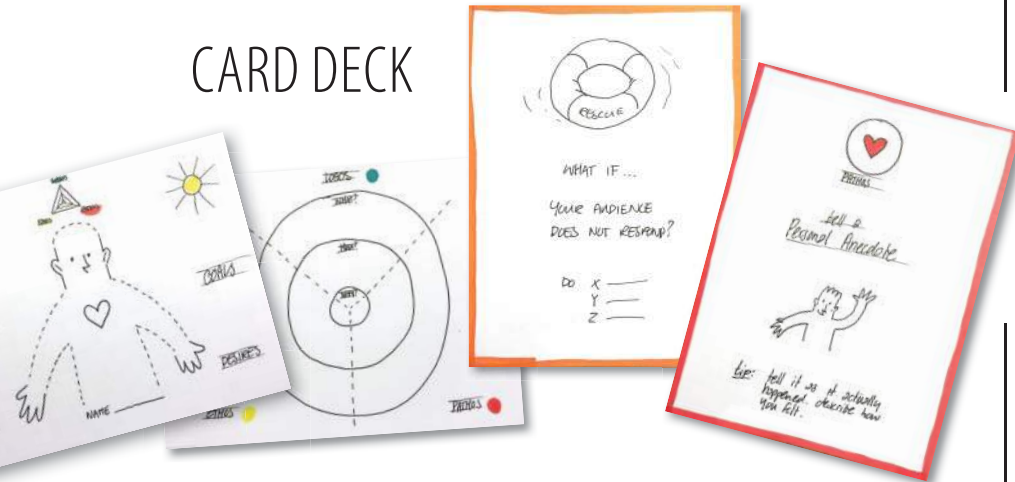 CARD DECK
GOALS
DESIRES
NAME
LOGOS
HOW?
ETHOS
PATHOS
RESCUE
WHAT IF...
YOUR AUDIENCE
DOES NOT RESPOND?
DO X
Y
Z
PATHOS
tell a
Personal Anecdote
tip: tell it as it actually
happened. describe how
you felt.